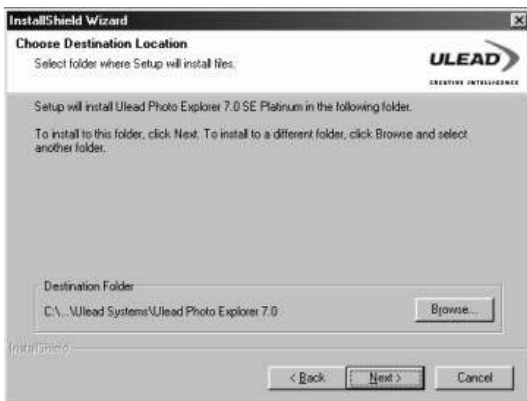 InstallShield Wizard
Choose Destination Location
Select folder where Setup will install files.
ULEAD
CREATIVE INTELLIGENCE
Setup will install Ulead Photo Explorer 7.0 SE Platinum in the following folder.
To install to this folder, click Next. To install to a different folder, click Browse and select
another folder.
Destination Folder
C:\...\Ulead Systems\Ulead Photo Explorer 7.0
Browse...
InstallShield
< Back
Next >
Cancel